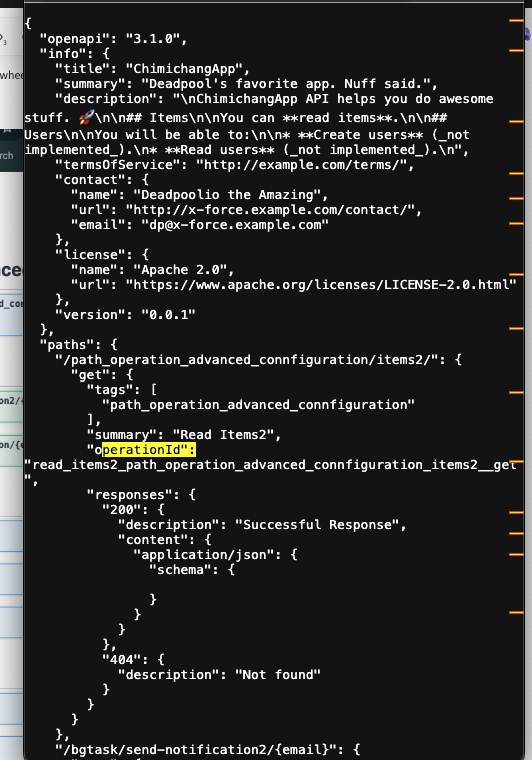 {
"openapi": "3.1.0",
"info": {
"title": "ChimichangApp",
"summary": "Deadpool's favorite app. Nuff said.",
"description": "\nChimichangApp API helps you do awesome
stuff. 🚀\n\n## Items\n\nYou can **read items**.\n\n##
Users\n\nYou will be able to:\n\n* **Create users** (_not
implemented_).\n* **Read users** (_not implemented_).\n",
"termsOfService": "http://example.com/terms/",
"contact": {
"name": "Deadpoolio the Amazing",
"url": "http://x-force.example.com/contact/",
"email": "dp@x-force.example.com"
},
"license": {
"name": "Apache 2.0",
"url": "https://www.apache.org/licenses/LICENSE-2.0.html"
},
"version": "0.0.1"
},
"paths": {
"/path_operation_advanced_connfiguration/items2/": {
"get": {
"tags": [
"path_operation_advanced_connfiguration"
],
"summary": "Read Items2",
"operationId":
"read_items2_path_operation_advanced_connfiguration_items2__get
",
"responses": {
"200": {
"description": "Successful Response",
"content": {
"application/json": {
"schema": {
}
}
}
},
"404": {
"description": "Not found"
}
}
}
},
"/bgtask/send-notification2/{email}": {